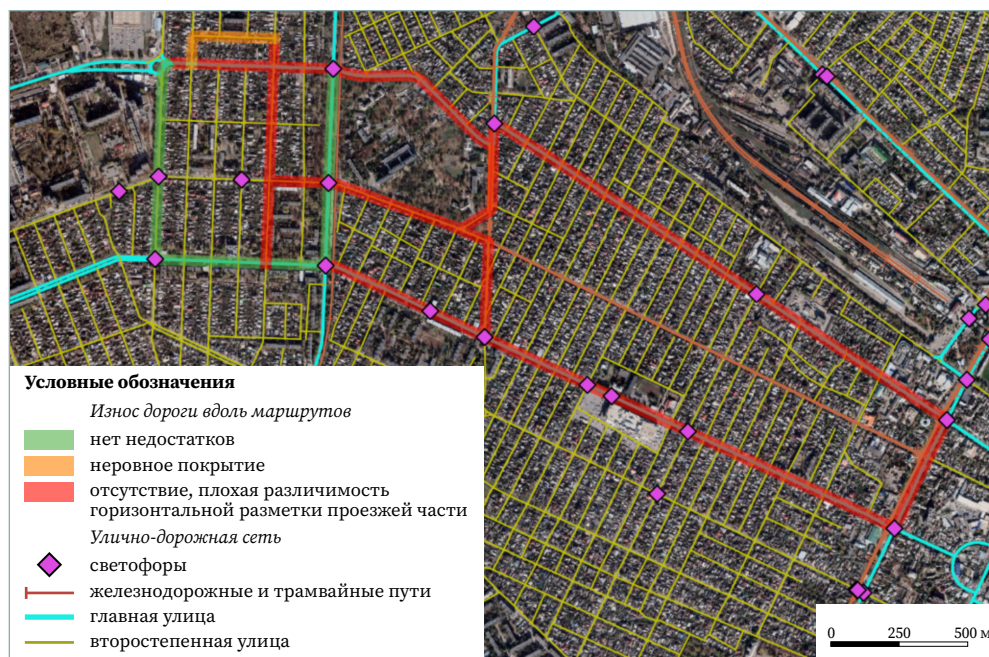 Условные обозначения
Износ дороги вдоль маршрутов
нет недостатков
неровное покрытие
отсутствие, плохая различимость
горизонтальной разметки проезжей части
Улично-дорожная сеть
светофоры
железнодорожные и трамвайные пути
главная улица
второстепенная улица
0 250 500 м